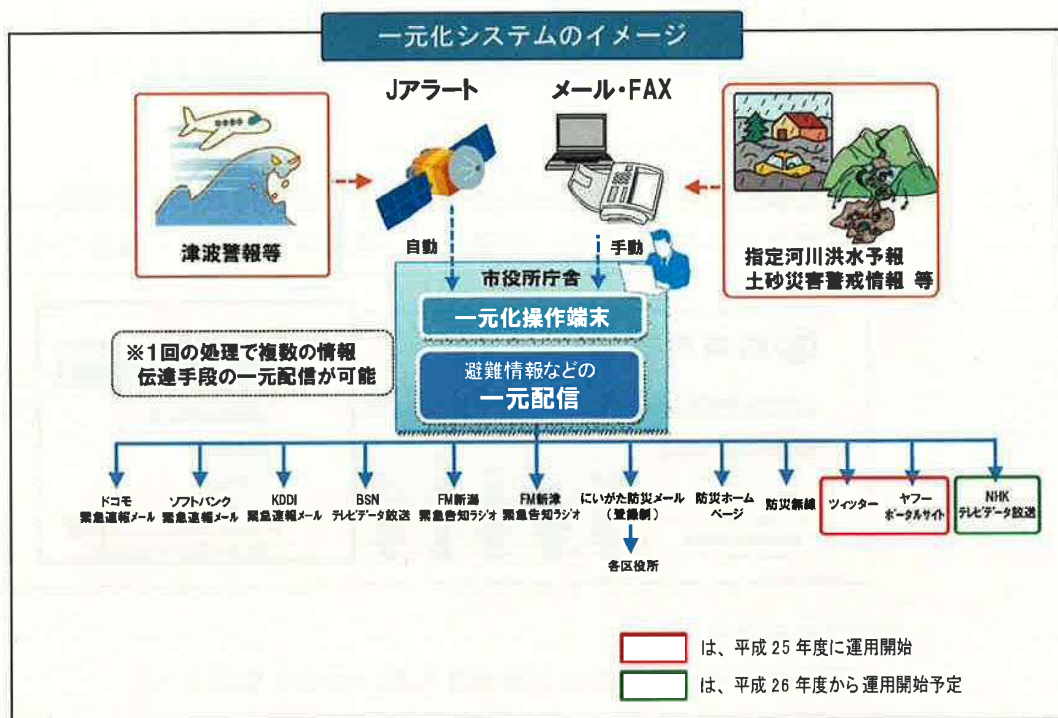 一元化システムのイメージ
Jアラート
メール・FAX
津波警報等
指定河川洪水予報
土砂災害警戒情報 等
自動
手動
市役所庁舎
一元化操作端末
避難情報などの
一元配信
※1回の処理で複数の情報
伝達手段の一元配信が可能
ドコモ
緊急速報メール
ソフトバンク
緊急速報メール
KDDI
緊急速報メール
BSN
テレビデータ放送
FM新潟
緊急告知ラジオ
FM新津
緊急告知ラジオ
にいがた防災メール
(登録制)
各区役所
防災ホーム
ページ
防災無線
ツィッター
ヤフー
ポータルサイト
NHK
テレビデータ放送
は、平成 25 年度に運用開始
は、平成 26 年度から運用開始予定